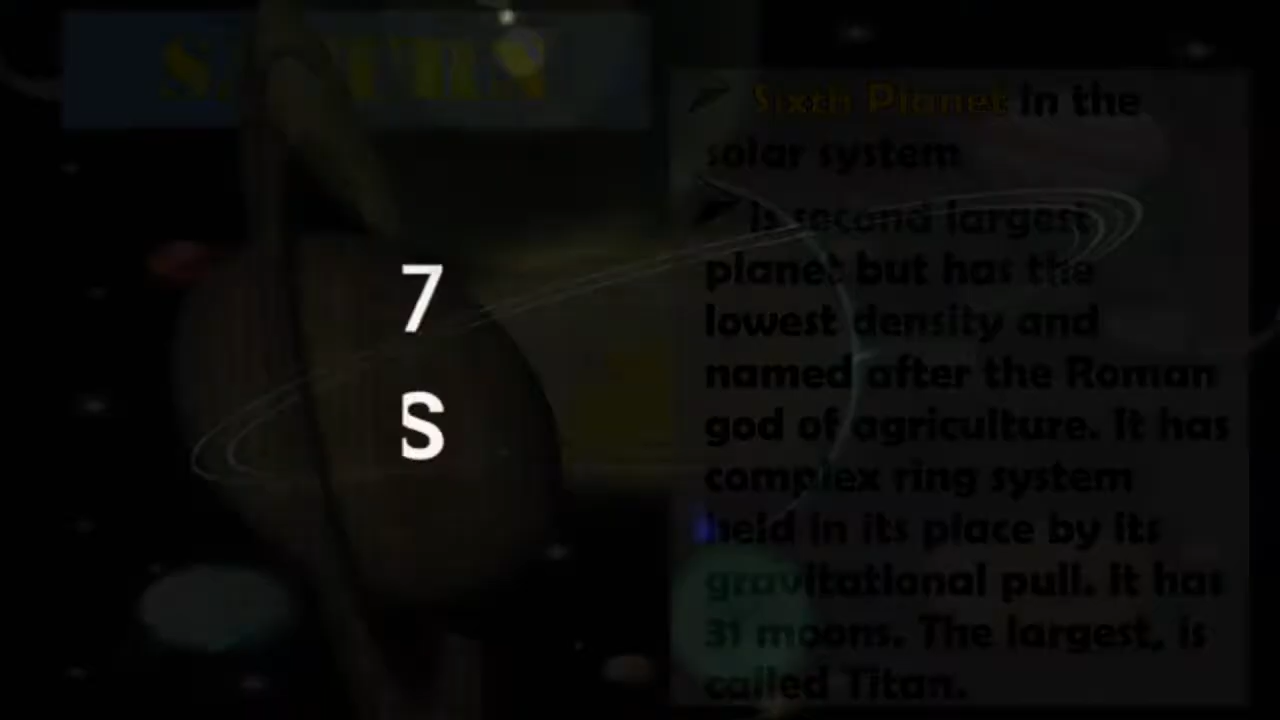 SATURN
Sixth Planet in the
solar system
Is second largest
planet but has the
lowest density and
named after the Roman
god of agriculture. It has
complex ring system
held in its place by its
gravitational pull. It has
31 moons. The largest, is
called Titan.
7
S